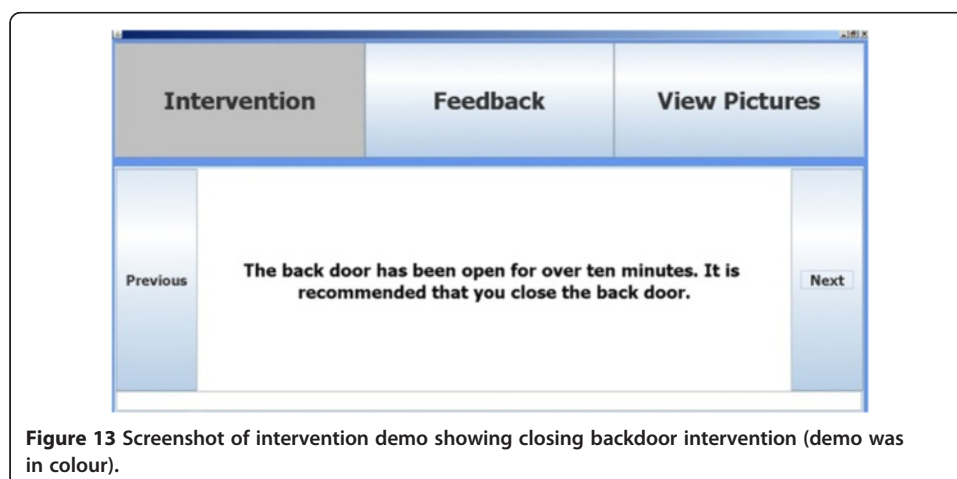 Intervention
Feedback
View Pictures
Previous
The back door has been open for over ten minutes. It is
recommended that you close the back door.
Next
Figure 13 Screenshot of intervention demo showing closing backdoor intervention (demo was
in colour).